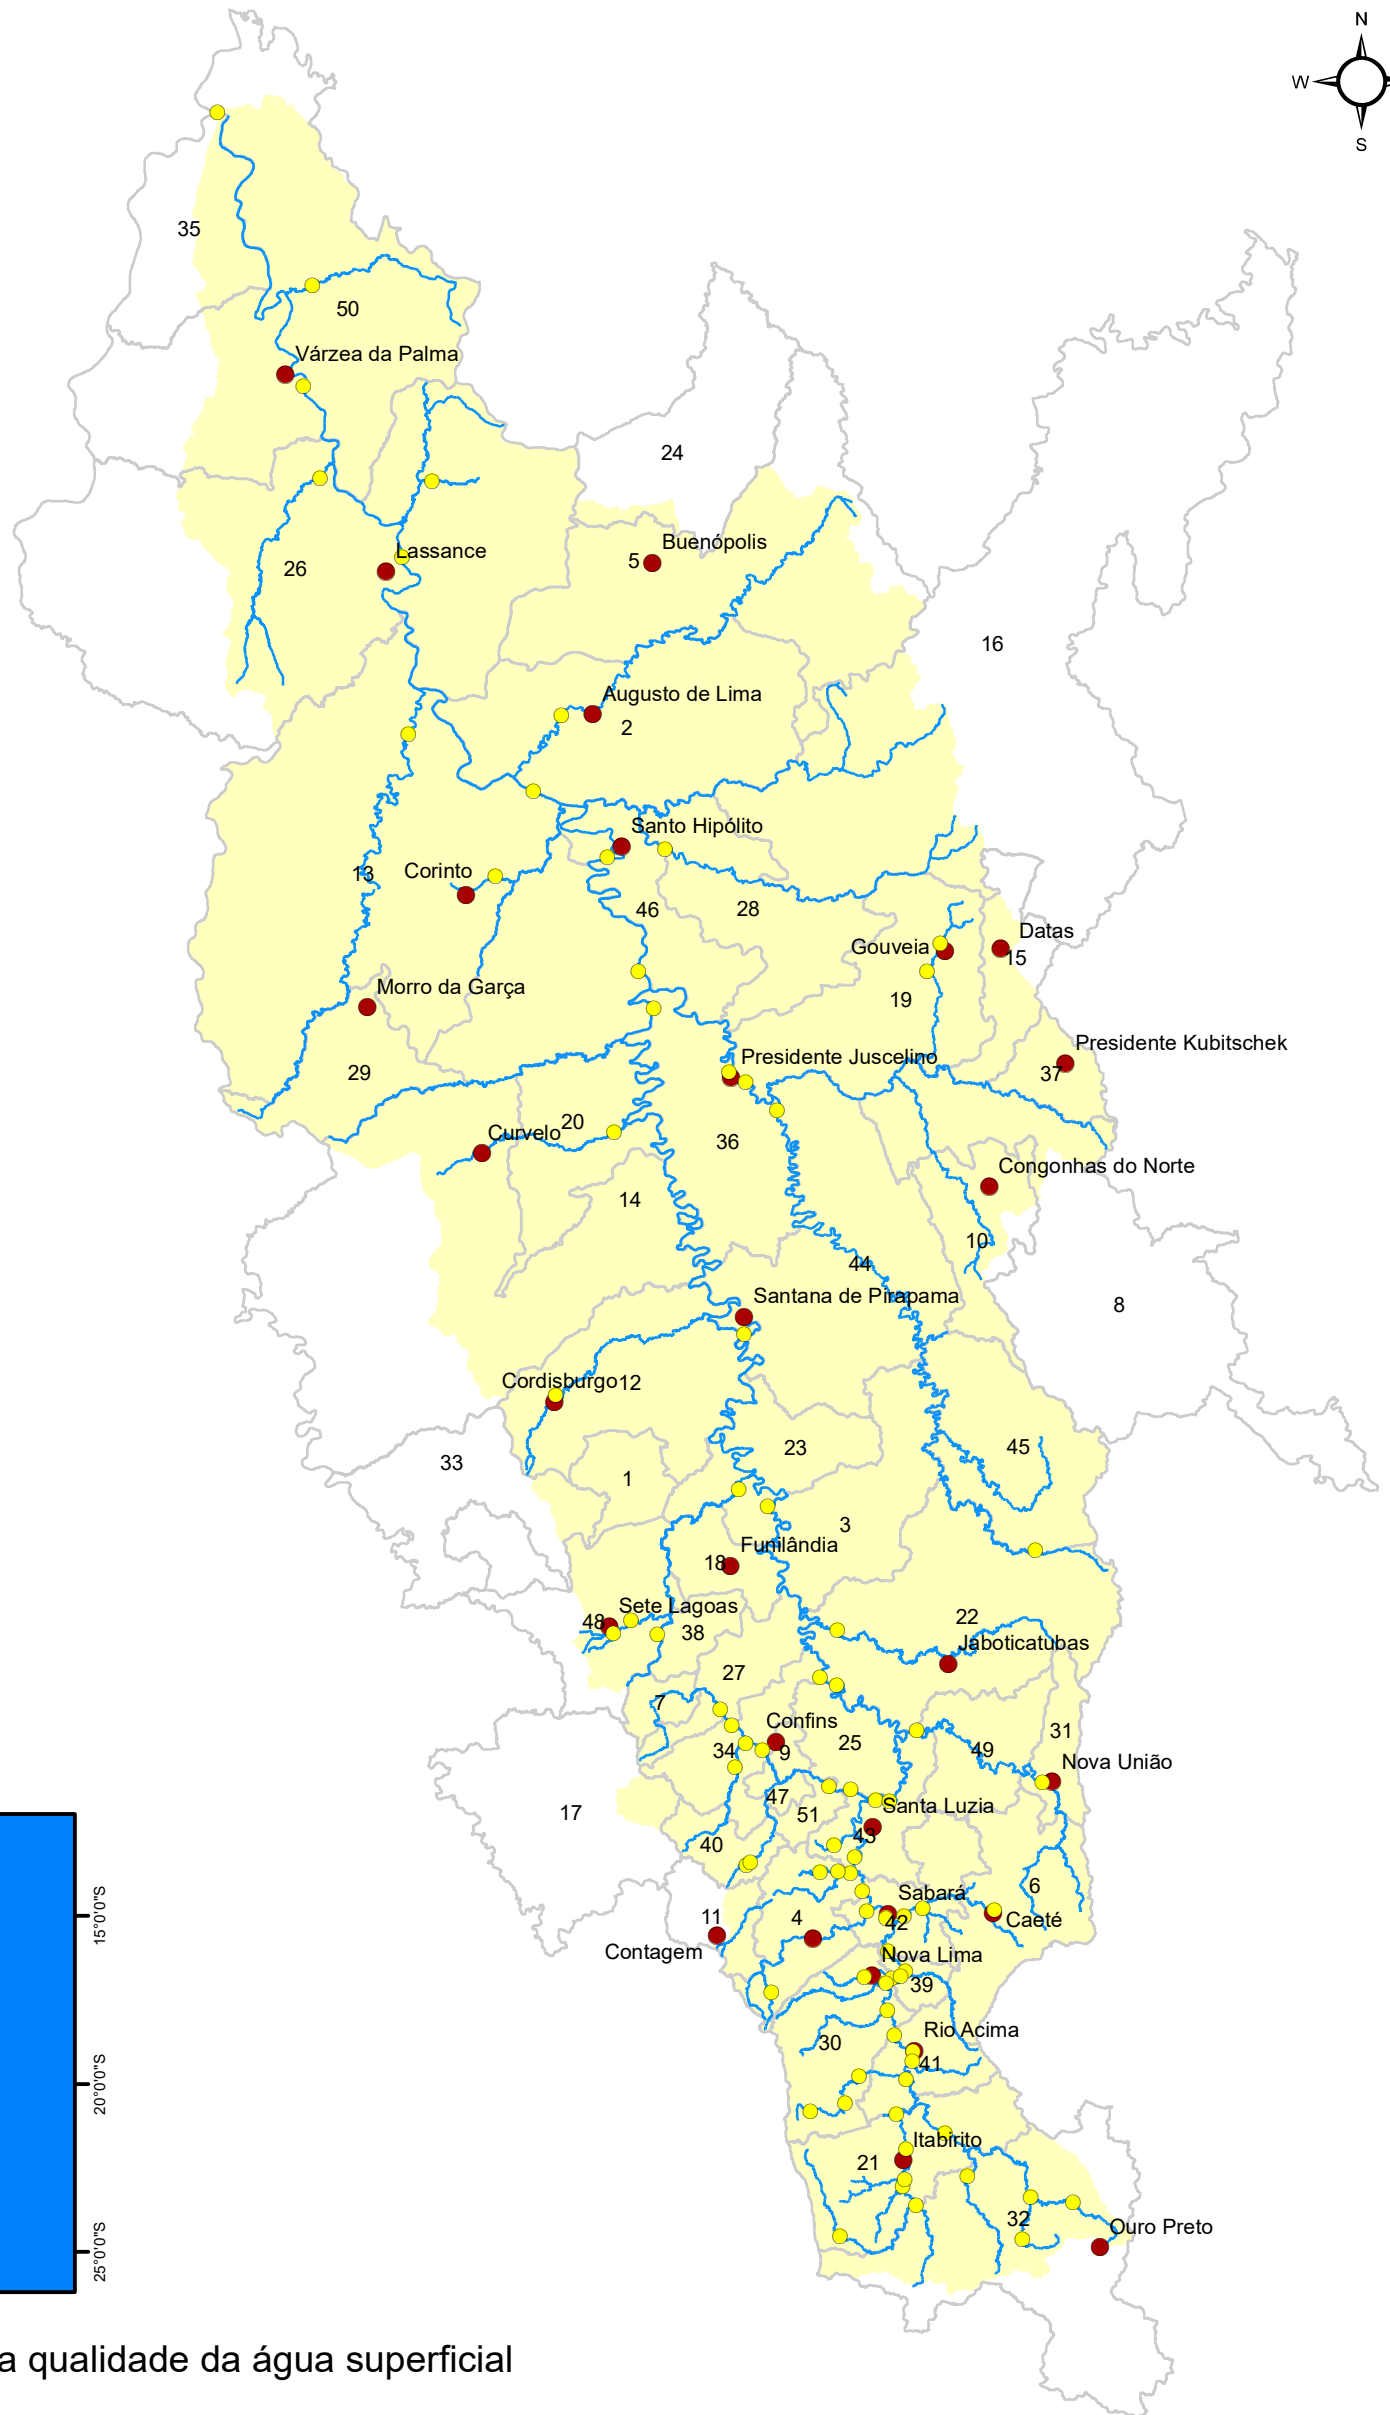 N
W
S
35
50
Várzea da Palma
24
Buenópolis
5
Lassance
26
16
Augusto de Lima
2
Santo Hipólito
Corinto
13
46
28
Datas
Gouveia
15
Morro da Garça
19
Presidente Kubitschek
Presidente Juscelino
37
29
20
Curvelo
36
Congonhas do Norte
14
10
44
Santana de Pirapama
8
Cordisburgo
12
23
45
33
1
3
Funilândia
18
Sete Lagoas
48
22
38
Jaboticatubas
27
7
Confins
31
25
34
9
49
Nova União
47
Santa Luzia
17
51
43
40
6
Sabará
11
4
42
Caeté
Contagem
Nova Lima
39
Rio Acima
30
41
Itabirito
21
32
Ouro Preto
15°0'0"S
20°0'0"S
25°0'0"S
a qualidade da água superficial